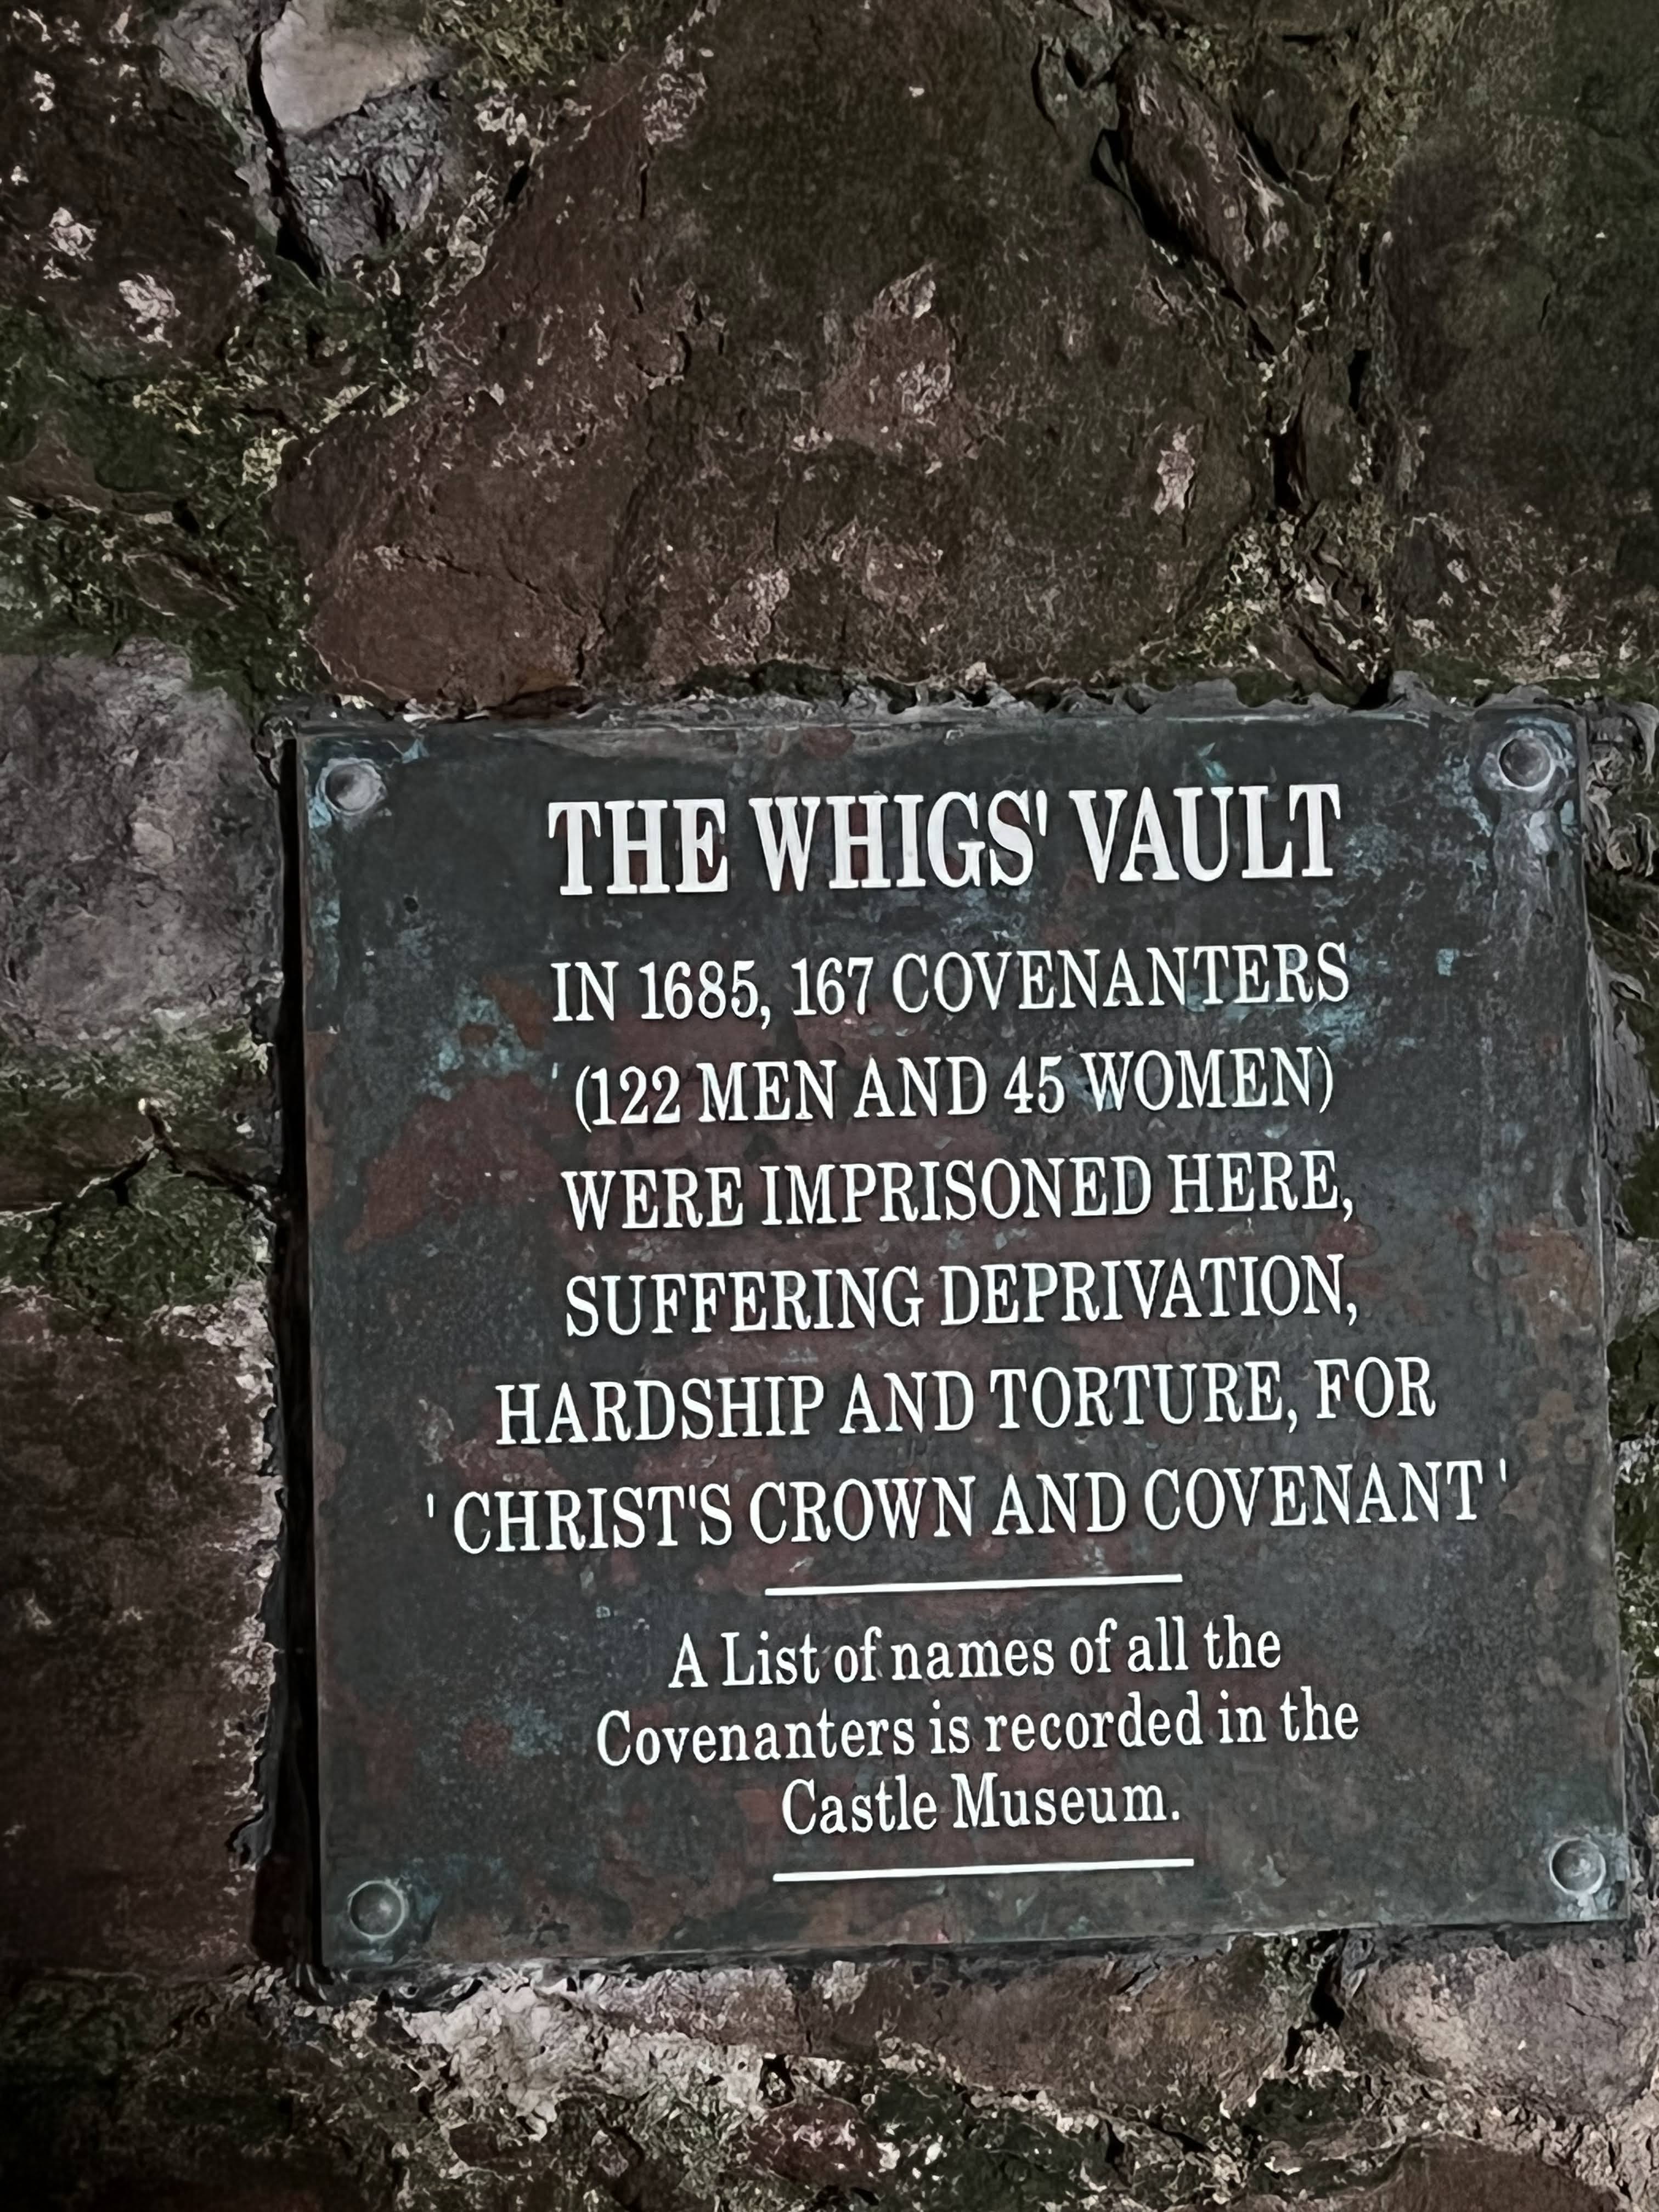 THE WHIGS' VAULT
IN 1685, 167 COVENANTERS
(122 MEN AND 45 WOMEN)
WERE IMPRISONED HERE,
SUFFERING DEPRIVATION,
HARDSHIP AND TORTURE, FOR
' CHRIST'S CROWN AND COVENANT '
A List of names of all the
Covenanters is recorded in the
Castle Museum.